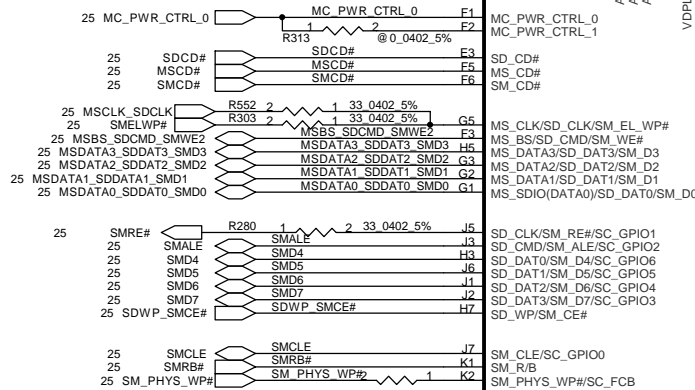 25 MC_PWR_CTRL_0 MC_PWR_CTRL_0 F1 MC_PWR_CTRL_0
R313 1 2 @0_0402_5% F2 MC_PWR_CTRL_1
25 SDCD# SDCD# E3 SD_CD#
25 MSCD# MSCD# F5 MS_CD#
25 SMCD# SMCD# F6 SM_CD#
25 MSCLK_SDCLK R552 2 1 33_0402_5%
25 SMELWP# R303 2 1 33_0402_5% G5 MS_CLK/SD_CLK/SM_EL_WP#
25 MSBS_SDCMD_SMWE2 MSBS_SDCMD_SMWE2 F3 MS_BS/SD_CMD/SM_WE#
25 MSDATA3_SDDAT3_SMD3 MSDATA3_SDDAT3_SMD3 H5 MS_DATA3/SD_DAT3/SM_D3
25 MSDATA2_SDDAT2_SMD2 MSDATA2_SDDAT2_SMD2 G3 MS_DATA2/SD_DAT2/SM_D2
25 MSDATA1_SDDAT1_SMD1 MSDATA1_SDDAT1_SMD1 G2 MS_DATA1/SD_DAT1/SM_D1
25 MSDATA0_SDDAT0_SMD0 MSDATA0_SDDAT0_SMD0 G1 MS_SDIO(DATA0)/SD_DAT0/SM_D0
25 SMRE# R280 1 2 33_0402_5% J5 SD_CLK/SM_RE#/SC_GPIO1
25 SMALE SMALE J3 SD_CMD/SM_ALE/SC_GPIO2
25 SMD4 SMD4 H3 SD_DAT0/SM_D4/SC_GPIO6
25 SMD5 SMD5 J6 SD_DAT1/SM_D5/SC_GPIO5
25 SMD6 SMD6 J1 SD_DAT2/SM_D6/SC_GPIO4
25 SMD7 SMD7 J2 SD_DAT3/SM_D7/SC_GPIO3
25 SDWP_SMCE# SDWP_SMCE# H7 SD_WP/SM_CE#
25 SMCLE SMCLE J7 SM_CLE/SC_GPIO0
25 SMRB# SMRB# K1 SM_R/B
25 SM_PHYS_WP# SM_PHYS_WP# 2 1 K2 SM_PHYS_WP#/SC_FCB
VDPL